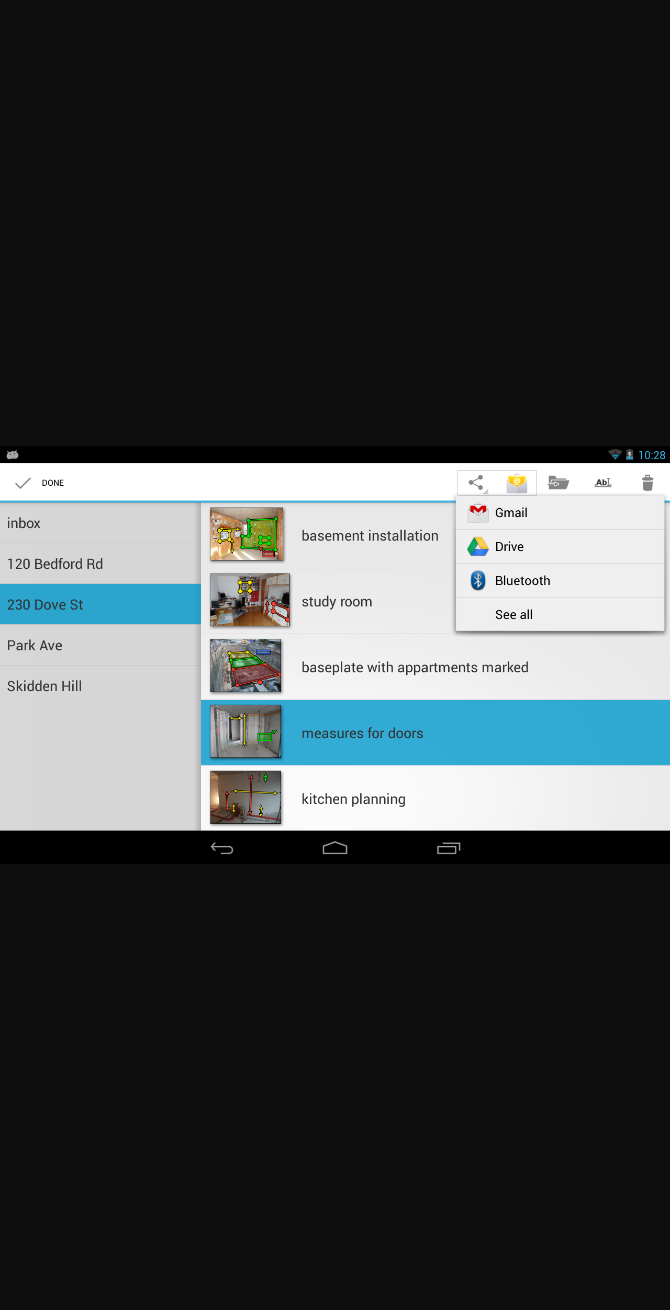 10:28
DONE
Ab
inbox
120 Bedford Rd
230 Dove St
Park Ave
Skidden Hill
basement installation
study room
baseplate with appartments marked
measures for doors
kitchen planning
Gmail
Drive
Bluetooth
See all